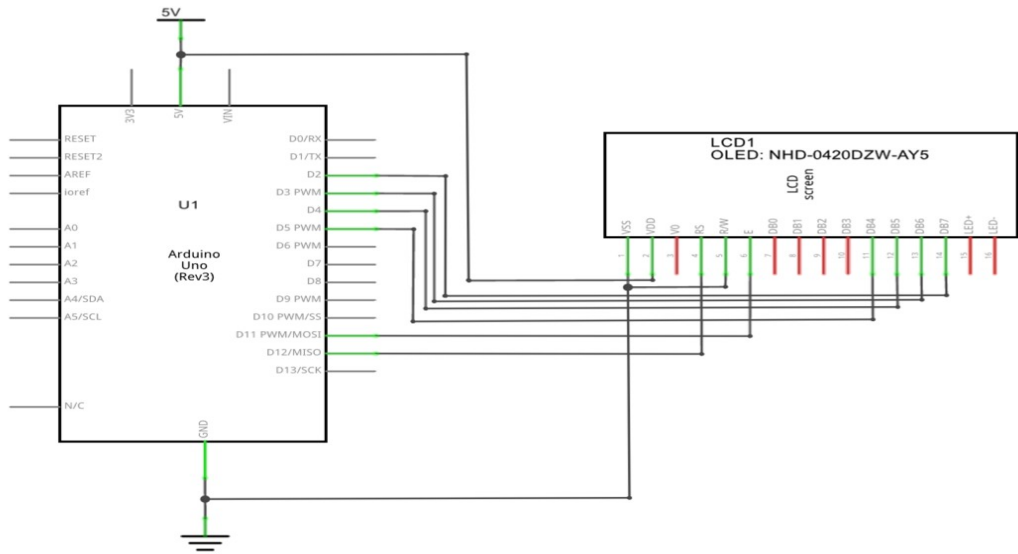 5V
3V3
5V
VIN
RESET
RESET2
AREF
ioref
A0
A1
A2
A3
A4/SDA
A5/SCL
N/C
U1
Arduino
Uno
(Rev3)
D0/RX
D1/TX
D2
D3 PWM
D4
D5 PWM
D6 PWM
D7
D8
D9 PWM
D10 PWM/SS
D11 PWM/MOSI
D12/MISO
D13/SCK
GND
LCD1
OLED: NHD-0420DZW-AY5
LCD
screen
VSS
VDD
V0
RS
R/W
E
DB0
DB1
DB2
DB3
DB4
DB5
DB6
DB7
LED+
LED-
1
2
3
4
5
6
7
8
9
10
11
12
13
14
15
16